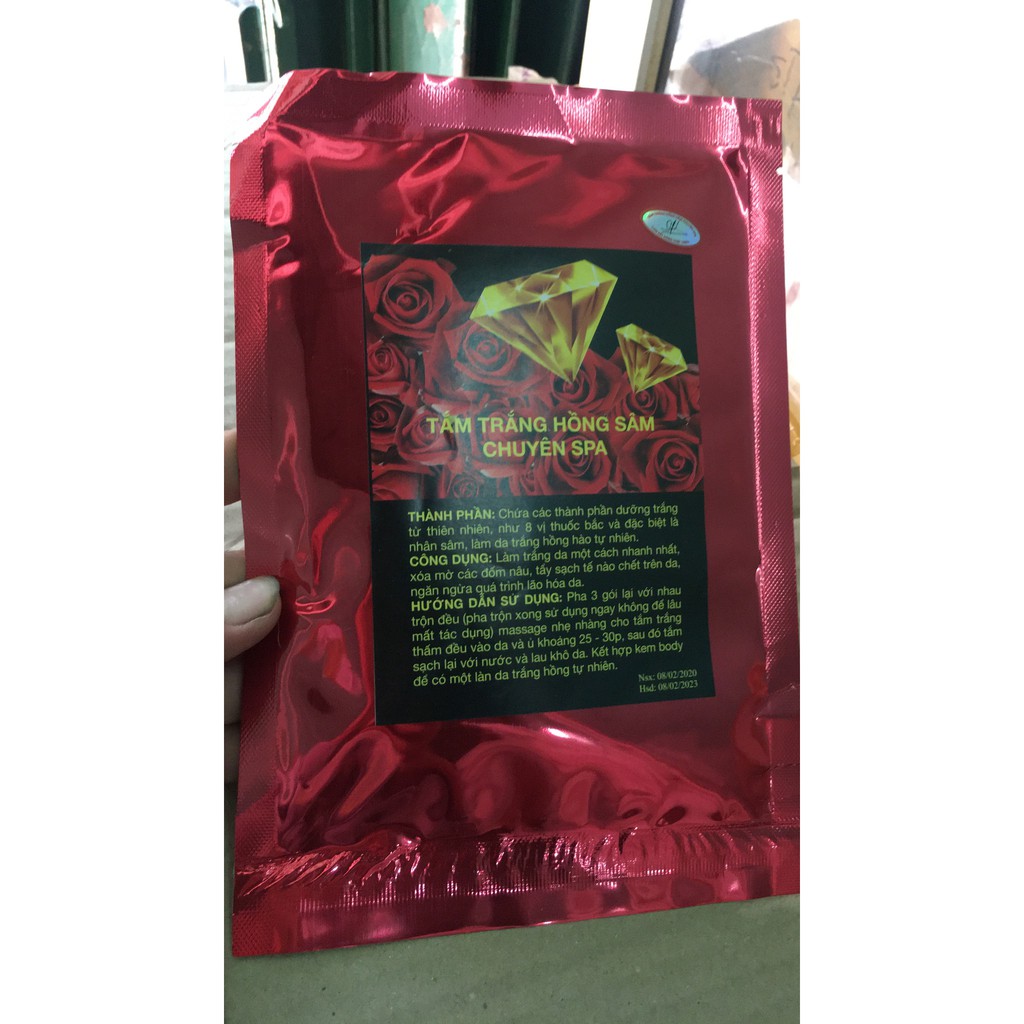 TẮM TRẮNG HỒNG SÂM
CHUYÊN SPA
THÀNH PHẦN: Chứa các thành phần dưỡng trắng
từ thiên nhiên, như 8 vị thuốc bắc và đặc biệt là
nhân sâm, làm da trắng hồng hào tự nhiên.
CÔNG DỤNG: Làm trắng da một cách nhanh nhất,
xóa mờ các đốm nâu, tẩy sạch tế nào chết trên da,
ngăn ngừa quá trình lão hóa da.
HƯỚNG DẪN SỬ DỤNG: Pha 3 gói lại với nhau
trộn đều (pha trộn xong sử dụng ngay không để lâu
mất tác dụng) massage nhẹ nhàng cho tắm trắng
thấm đều vào da và ủ khoảng 25 - 30p, sau đó tắm
sạch lại với nước và lau khô da. Kết hợp kem body
để có một làn da trắng hồng tự nhiên.
Nsx: 08/02/2020
Hsd: 08/02/2023